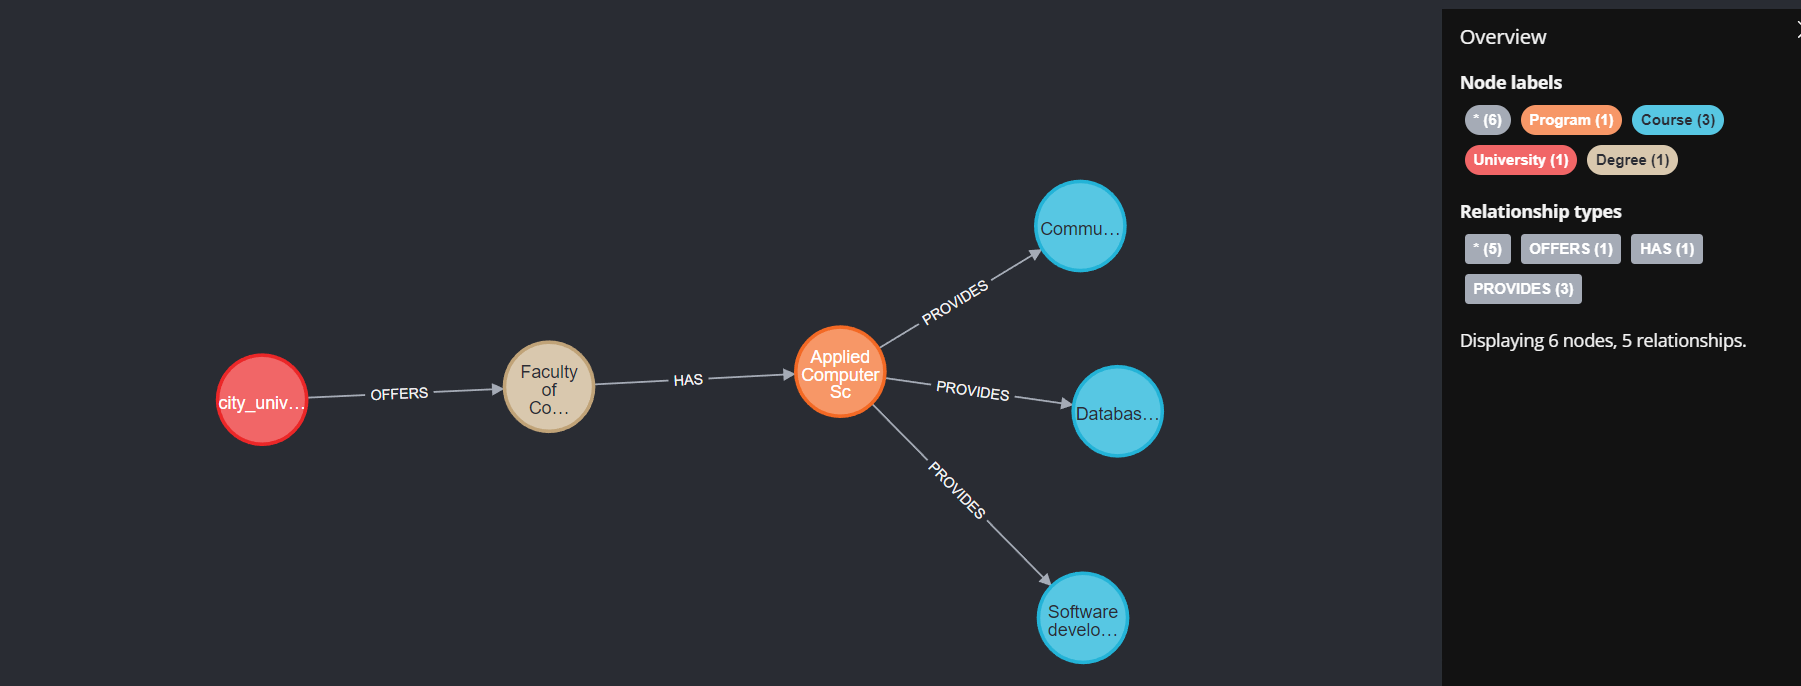 city_univ...
OFFERS
Faculty
of
Co...
HAS
Applied
Computer
Sc
PROVIDES
Commu...
PROVIDES
Databas...
PROVIDES
Software
develo...
Overview
Node labels
* (6) Program (1) Course (3)
University (1) Degree (1)
Relationship types
* (5) OFFERS (1) HAS (1)
PROVIDES (3)
Displaying 6 nodes, 5 relationships.